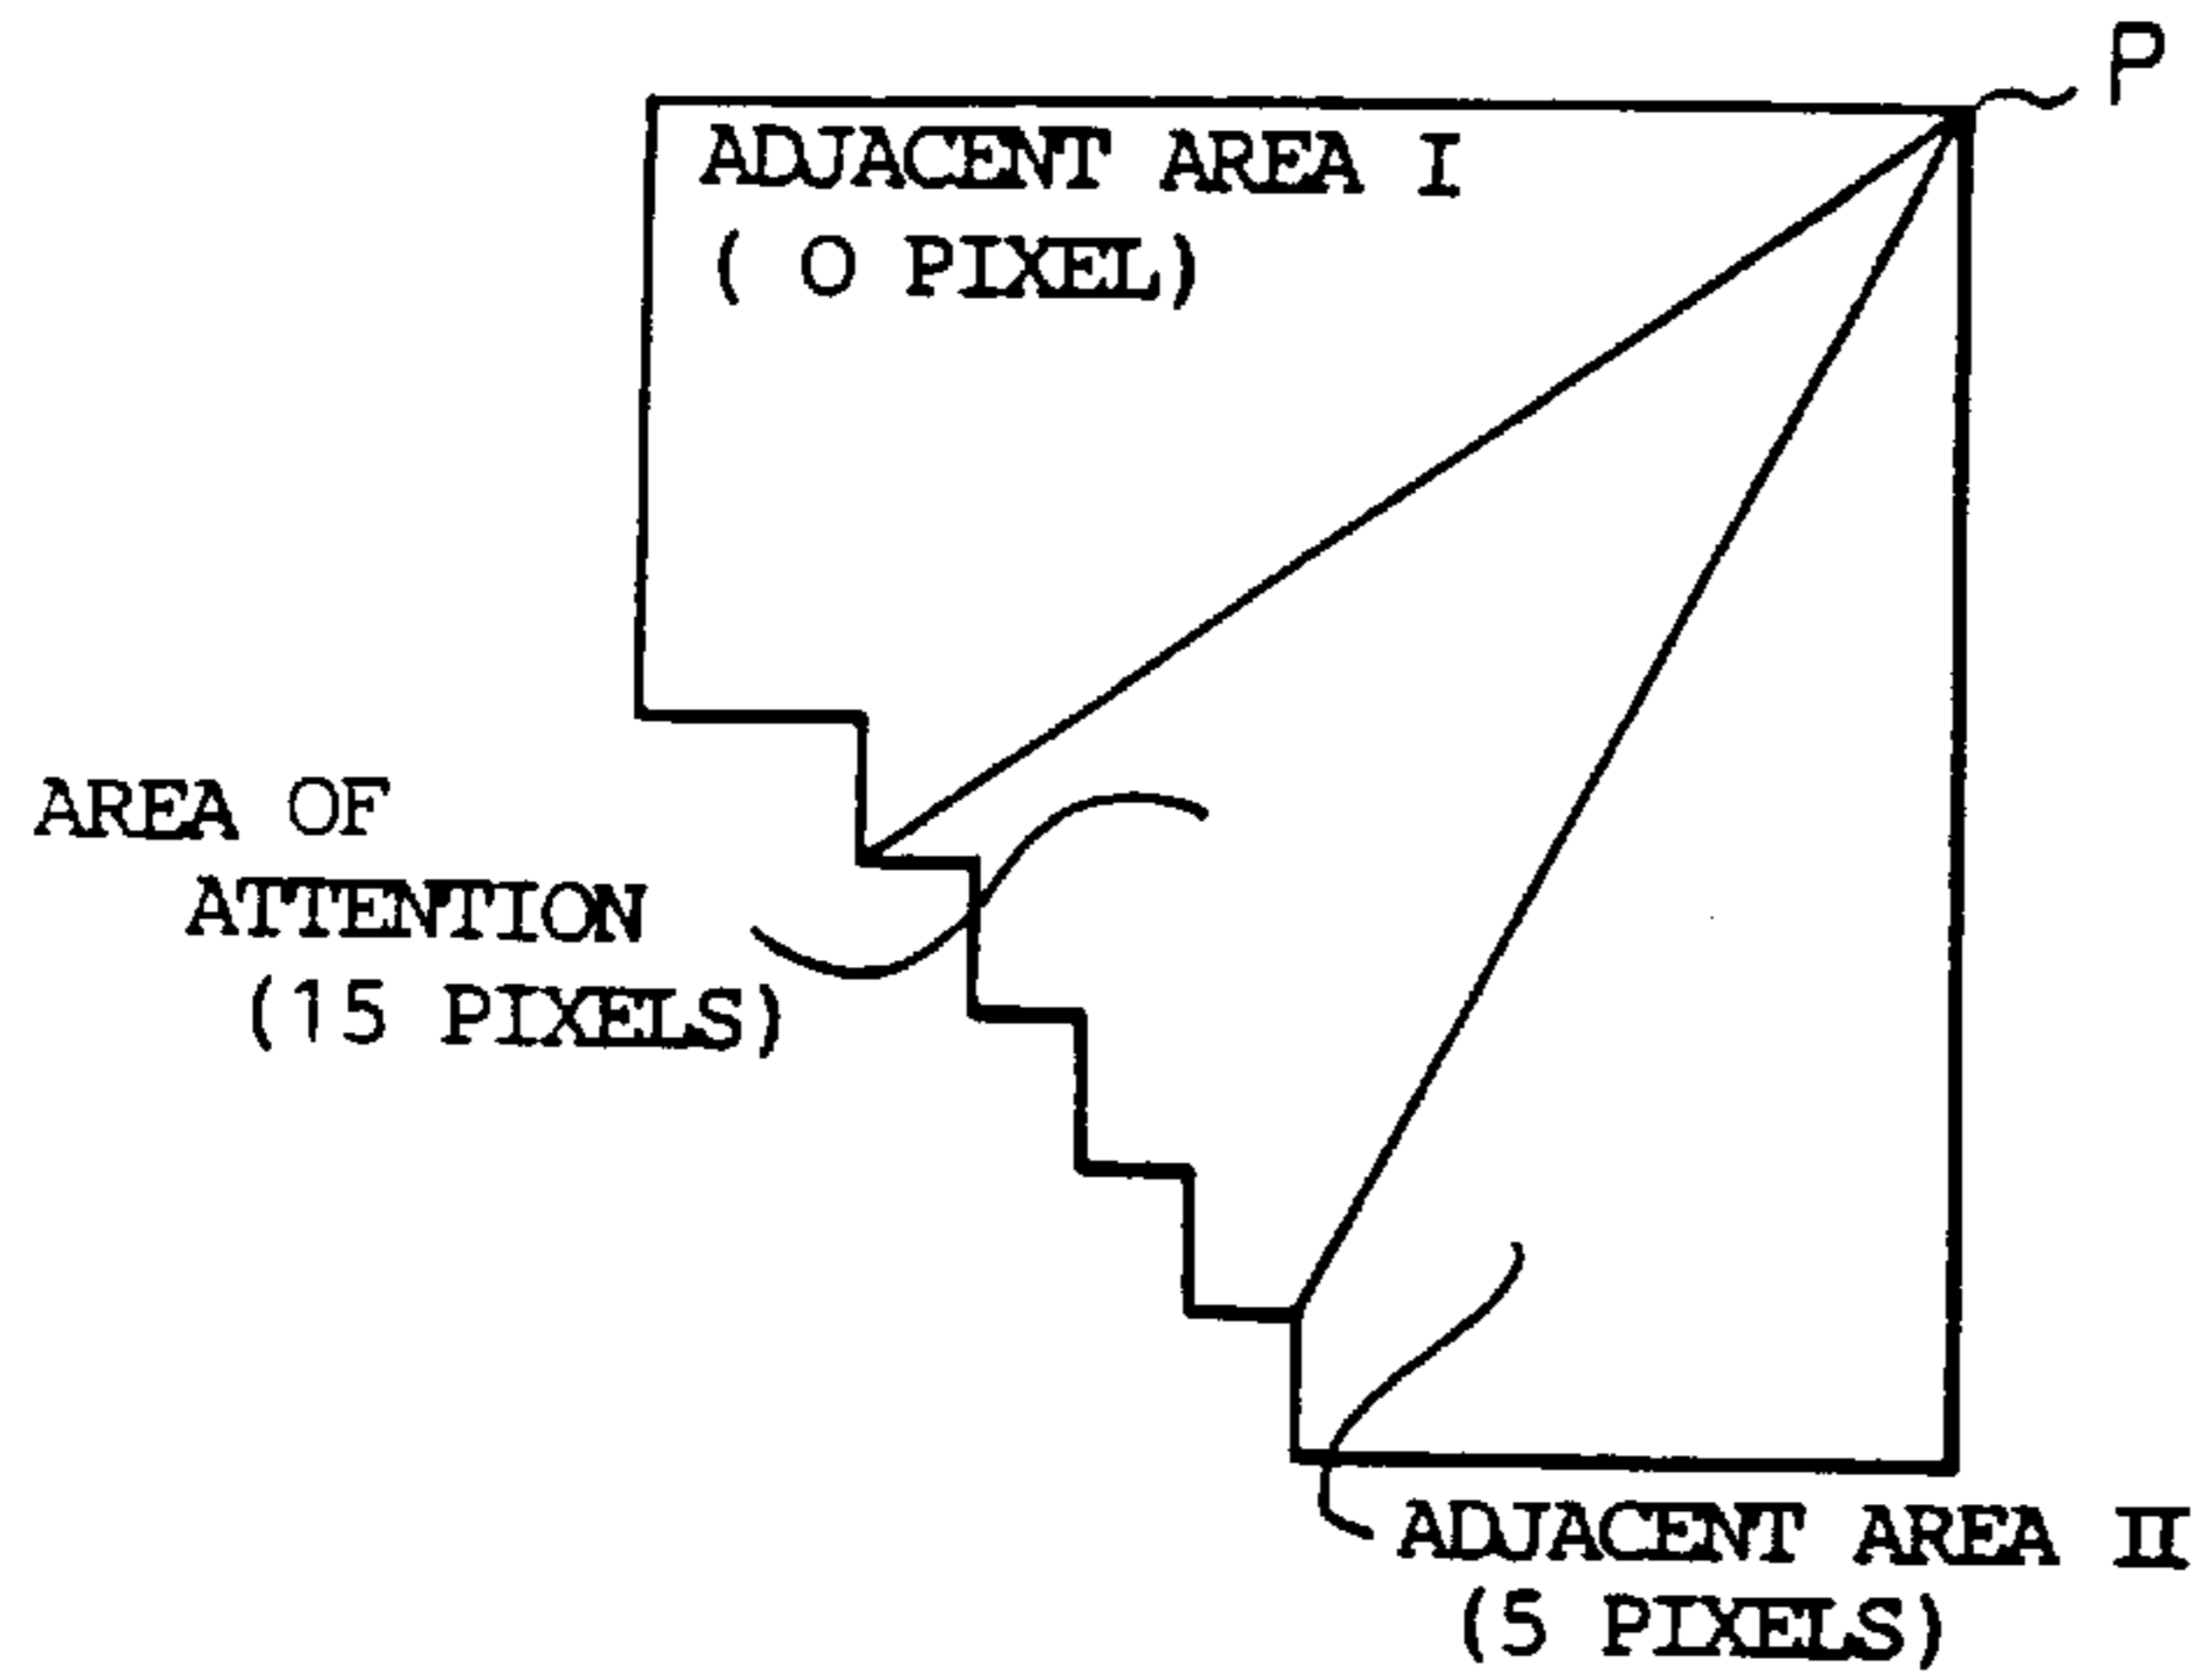 P
ADJACENT AREA I
( 0 PIXEL)
AREA OF
ATTENTION
(15 PIXELS)
ADJACENT AREA II
(5 PIXELS)